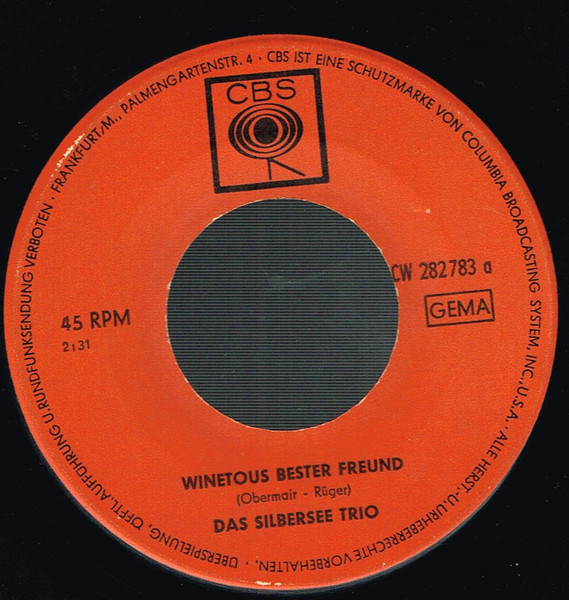 CBS
CW 282783 a
GEMA
45 RPM
2:31
WINETOUS BESTER FREUND
(Obermair - Rüger)
DAS SILBERSEE TRIO
FRANKFURT/M., PALMENGARTENSTR. 4 · CBS IST EINE SCHUTZMARKE VON COLUMBIA BROADCASTING SYSTEM, INC., U.S.A. · ALLE HERST.-U. URHEBERRECHTE VORBEHALTEN. · ÜBERSPIELUNG, ÖFFTL. AUFFÜHRUNG U. RUNDFUNKSENDUNG VERBOTEN ·